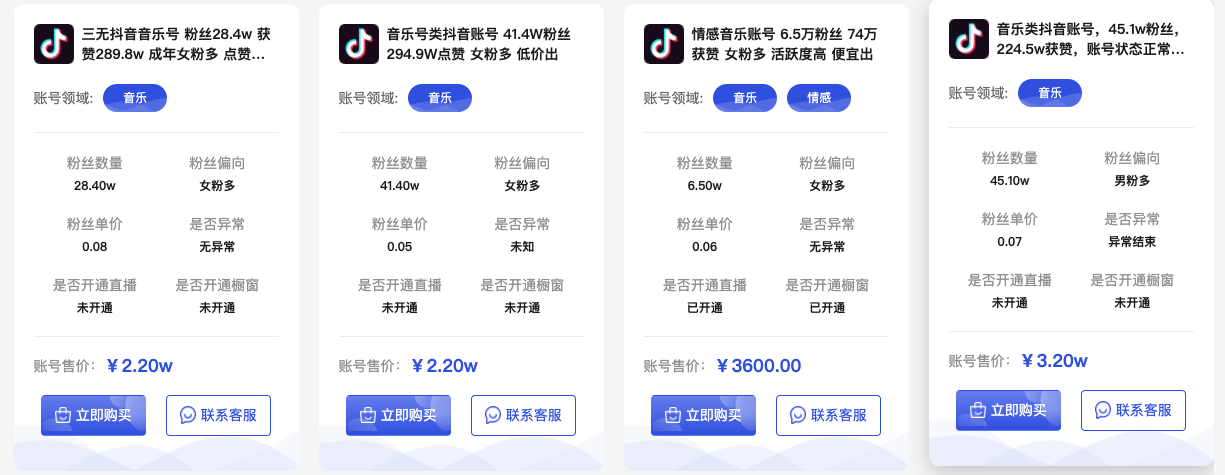 三无抖音音乐号 粉丝28.4w 获
赞289.8w 成年女粉多 点赞...
账号领域:
音乐
粉丝数量
粉丝偏向
28.40w
女粉多
粉丝单价
是否异常
0.08
无异常
是否开通直播
是否开通橱窗
未开通
未开通
账号售价:
¥2.20w
立即购买
联系客服
音乐号类抖音账号 41.4W粉丝
294.9W点赞 女粉多 低价出
账号领域:
音乐
粉丝数量
粉丝偏向
41.40w
女粉多
粉丝单价
是否异常
0.05
未知
是否开通直播
是否开通橱窗
未开通
未开通
账号售价:
¥2.20w
立即购买
联系客服
情感音乐账号 6.5万粉丝 74万
获赞 女粉多 活跃度高 便宜出
账号领域:
音乐
情感
粉丝数量
粉丝偏向
6.50w
女粉多
粉丝单价
是否异常
0.06
无异常
是否开通直播
是否开通橱窗
已开通
已开通
账号售价:
¥3600.00
立即购买
联系客服
音乐类抖音账号，45.1w粉丝，
224.5w获赞，账号状态正常...
账号领域:
音乐
粉丝数量
粉丝偏向
45.10w
男粉多
粉丝单价
是否异常
0.07
异常结束
是否开通直播
是否开通橱窗
未开通
未开通
账号售价:
¥3.20w
立即购买
联系客服